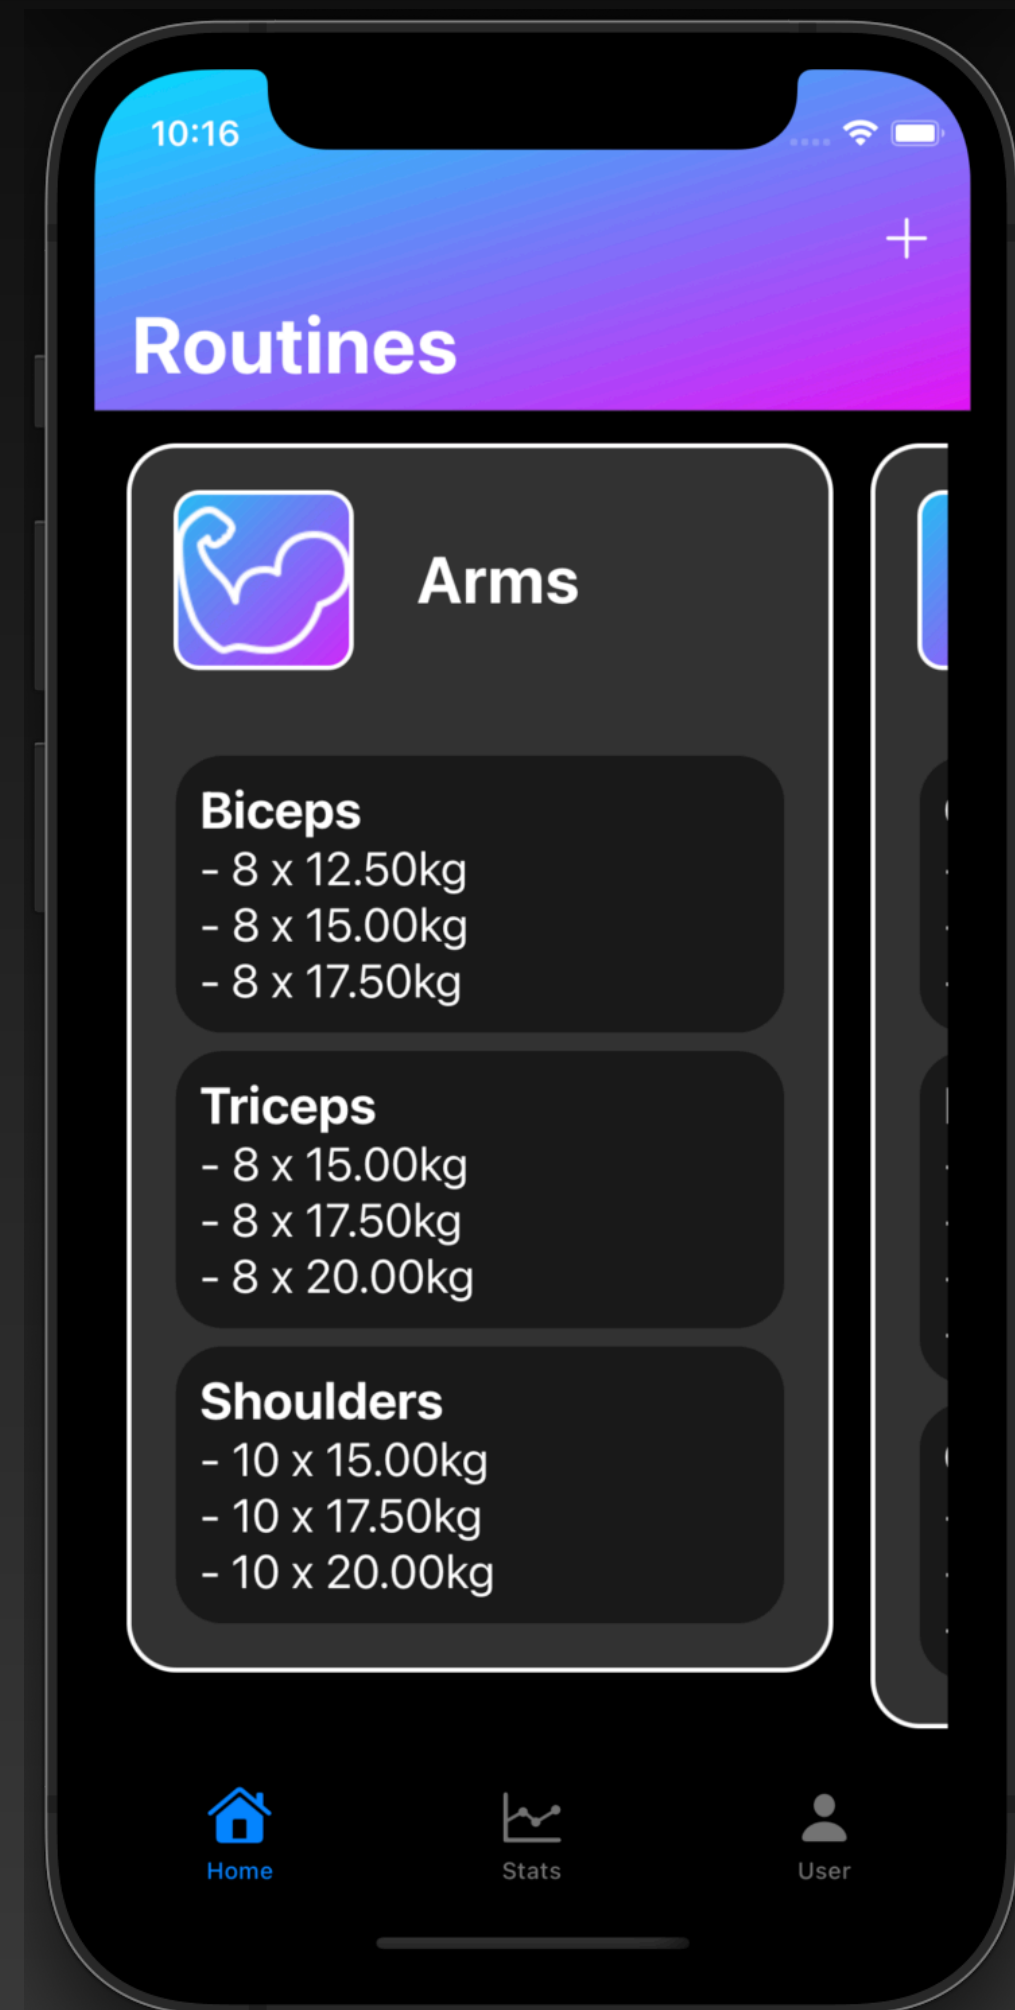 10:16
Routines
Arms
Biceps
- 8 x 12.50kg
- 8 x 15.00kg
- 8 x 17.50kg
Triceps
- 8 x 15.00kg
- 8 x 17.50kg
- 8 x 20.00kg
Shoulders
- 10 x 15.00kg
- 10 x 17.50kg
- 10 x 20.00kg
Home
Stats
User